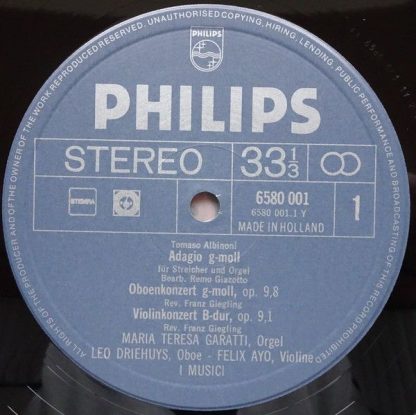 ALL RIGHTS OF THE PRODUCER AND OF THE OWNER OF THE WORK REPRODUCED RESERVED. UNAUTHORISED COPYING, HIRING, LENDING, PUBLIC PERFORMANCE AND BROADCASTING OF THIS RECORD PROHIBITED
PHILIPS
PHILIPS
STEREO 33 1/3
STEMRA
6580 001
6580 001.1 Y
MADE IN HOLLAND
1
Tomaso Albinoni
Adagio g-moll
für Streicher und Orgel
Bearb. Remo Giazotto
Oboenkonzert g-moll, op. 9,8
Rev. Franz Giegling
Violinkonzert B-dur, op. 9,1
Rev. Franz Giegling
MARIA TERESA GARATTI, Orgel
LEO DRIEHUYS, Oboe - FELIX AYO, Violine
I MUSICI